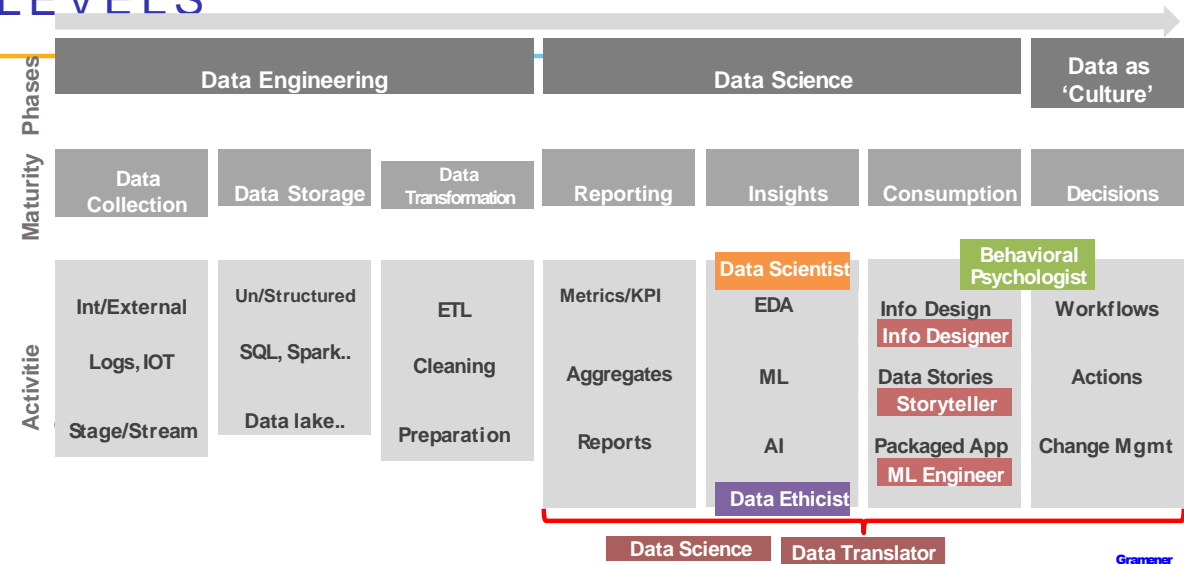 LEVELS
Phases
Data Engineering
Data Science
Data as
‘Culture’
Maturity
Data
Collection
Data Storage
Data
Transformation
Reporting
Insights
Consumption
Decisions
Activitie
Int/External
Logs, IOT
Stage/Stream
Un/Structured
SQL, Spark..
Data lake..
ETL
Cleaning
Preparation
Metrics/KPI
Aggregates
Reports
Data Scientist
EDA
ML
AI
Data Ethicist
Behavioral
Psychologist
Info Design
Info Designer
Data Stories
Storyteller
Packaged App
ML Engineer
Workflows
Actions
Change Mgmt
Data Science
Data Translator
Gramener